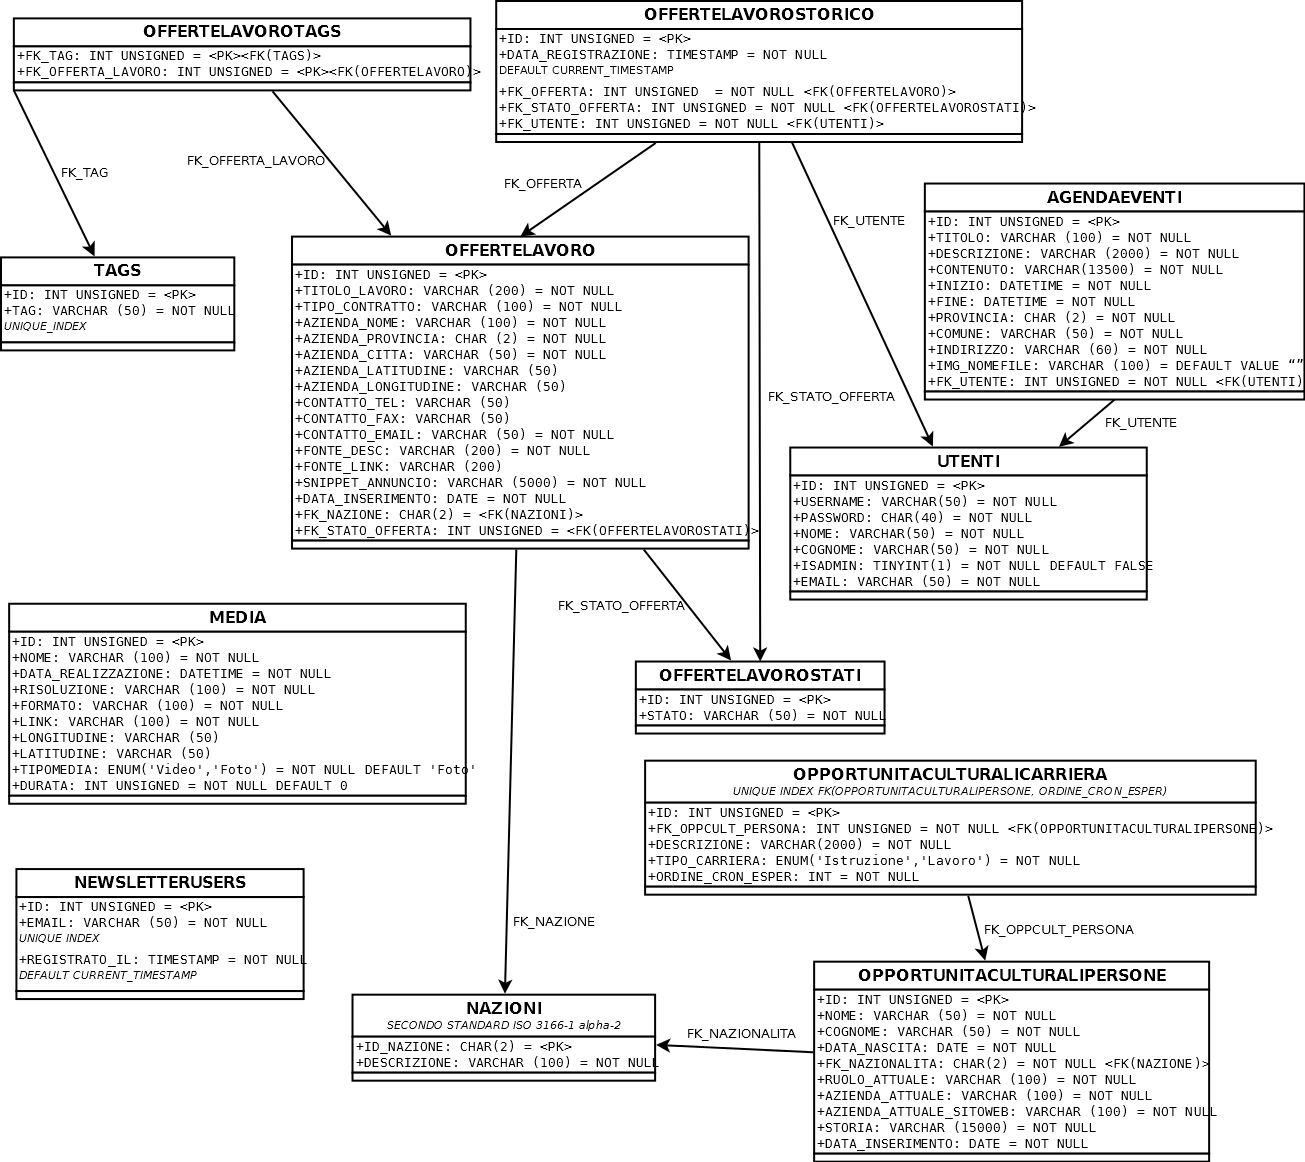 OFFERTELAVOROTAGS
+FK_TAG: INT UNSIGNED = <PK><FK(TAGS)>
+FK_OFFERTA_LAVORO: INT UNSIGNED = <PK><FK(OFFERTELAVORO)>
OFFERTELAVOROSTORICO
+ID: INT UNSIGNED = <PK>
+DATA_REGISTRAZIONE: TIMESTAMP = NOT NULL
DEFAULT CURRENT_TIMESTAMP
+FK_OFFERTA: INT UNSIGNED  = NOT NULL <FK(OFFERTELAVORO)>
+FK_STATO_OFFERTA: INT UNSIGNED = NOT NULL <FK(OFFERTELAVOROSTATI)>
+FK_UTENTE: INT UNSIGNED = NOT NULL <FK(UTENTI)>
FK_TAG
FK_OFFERTA_LAVORO
FK_OFFERTA
FK_UTENTE
AGENDAEVENTI
+ID: INT UNSIGNED = <PK>
+TITOLO: VARCHAR (100) = NOT NULL
+DESCRIZIONE: VARCHAR (2000) = NOT NULL
+CONTENUTO: VARCHAR(13500) = NOT NULL
+INIZIO: DATETIME = NOT NULL
+FINE: DATETIME = NOT NULL
+PROVINCIA: CHAR (2) = NOT NULL
+COMUNE: VARCHAR (50) = NOT NULL
+INDIRIZZO: VARCHAR (60) = NOT NULL
+IMG_NOMEFILE: VARCHAR (100) = DEFAULT VALUE “”
+FK_UTENTE: INT UNSIGNED = NOT NULL <FK(UTENTI)
TAGS
+ID: INT UNSIGNED = <PK>
+TAG: VARCHAR (50) = NOT NULL
UNIQUE_INDEX
OFFERTELAVORO
+ID: INT UNSIGNED = <PK>
+TITOLO_LAVORO: VARCHAR (200) = NOT NULL
+TIPO_CONTRATTO: VARCHAR (100) = NOT NULL
+AZIENDA_NOME: VARCHAR (100) = NOT NULL
+AZIENDA_PROVINCIA: CHAR (2) = NOT NULL
+AZIENDA_CITTA: VARCHAR (50) = NOT NULL
+AZIENDA_LATITUDINE: VARCHAR (50)
+AZIENDA_LONGITUDINE: VARCHAR (50)
+CONTATTO_TEL: VARCHAR (50)
+CONTATTO_FAX: VARCHAR (50)
+CONTATTO_EMAIL: VARCHAR (50) = NOT NULL
+FONTE_DESC: VARCHAR (200) = NOT NULL
+FONTE_LINK: VARCHAR (200)
+SNIPPET_ANNUNCIO: VARCHAR (5000) = NOT NULL
+DATA_INSERIMENTO: DATE = NOT NULL
+FK_NAZIONE: CHAR(2) = <FK(NAZIONI)>
+FK_STATO_OFFERTA: INT UNSIGNED = <FK(OFFERTELAVOROSTATI)>
FK_STATO_OFFERTA
FK_UTENTE
UTENTI
+ID: INT UNSIGNED = <PK>
+USERNAME: VARCHAR(50) = NOT NULL
+PASSWORD: CHAR(40) = NOT NULL
+NOME: VARCHAR(50) = NOT NULL
+COGNOME: VARCHAR(50) = NOT NULL
+ISADMIN: TINYINT(1) = NOT NULL DEFAULT FALSE
+EMAIL: VARCHAR (50) = NOT NULL
FK_STATO_OFFERTA
MEDIA
+ID: INT UNSIGNED = <PK>
+NOME: VARCHAR (100) = NOT NULL
+DATA_REALIZZAZIONE: DATETIME = NOT NULL
+RISOLUZIONE: VARCHAR (100) = NOT NULL
+FORMATO: VARCHAR (100) = NOT NULL
+LINK: VARCHAR (100) = NOT NULL
+LONGITUDINE: VARCHAR (50)
+LATITUDINE: VARCHAR (50)
+TIPOMEDIA: ENUM('Video','Foto') = NOT NULL DEFAULT 'Foto'
+DURATA: INT UNSIGNED = NOT NULL DEFAULT 0
OFFERTELAVOROSTATI
+ID: INT UNSIGNED = <PK>
+STATO: VARCHAR (50) = NOT NULL
OPPORTUNITACULTURALICARRIERA
UNIQUE INDEX FK(OPPORTUNITACULTURALIPERSONE, ORDINE_CRON_ESPER)
+ID: INT UNSIGNED = <PK>
+FK_OPPCULT_PERSONA: INT UNSIGNED = NOT NULL <FK(OPPORTUNITACULTURALIPERSONE)>
+DESCRIZIONE: VARCHAR(2000) = NOT NULL
+TIPO_CARRIERA: ENUM('Istruzione','Lavoro') = NOT NULL
+ORDINE_CRON_ESPER: INT = NOT NULL
NEWSLETTERUSERS
+ID: INT UNSIGNED = <PK>
+EMAIL: VARCHAR (50) = NOT NULL
UNIQUE INDEX
+REGISTRATO_IL: TIMESTAMP = NOT NULL
DEFAULT CURRENT_TIMESTAMP
FK_NAZIONE
FK_OPPCULT_PERSONA
NAZIONI
SECONDO STANDARD ISO 3166-1 alpha-2
+ID_NAZIONE: CHAR(2) = <PK>
+DESCRIZIONE: VARCHAR (100) = NOT NULL
FK_NAZIONALITA
OPPORTUNITACULTURALIPERSONE
+ID: INT UNSIGNED = <PK>
+NOME: VARCHAR (50) = NOT NULL
+COGNOME: VARCHAR (50) = NOT NULL
+DATA_NASCITA: DATE = NOT NULL
+FK_NAZIONALITA: CHAR(2) = NOT NULL <FK(NAZIONE)>
+RUOLO_ATTUALE: VARCHAR (100) = NOT NULL
+AZIENDA_ATTUALE: VARCHAR (100) = NOT NULL
+AZIENDA_ATTUALE_SITOWEB: VARCHAR (100) = NOT NULL
+STORIA: VARCHAR (15000) = NOT NULL
+DATA_INSERIMENTO: DATE = NOT NULL